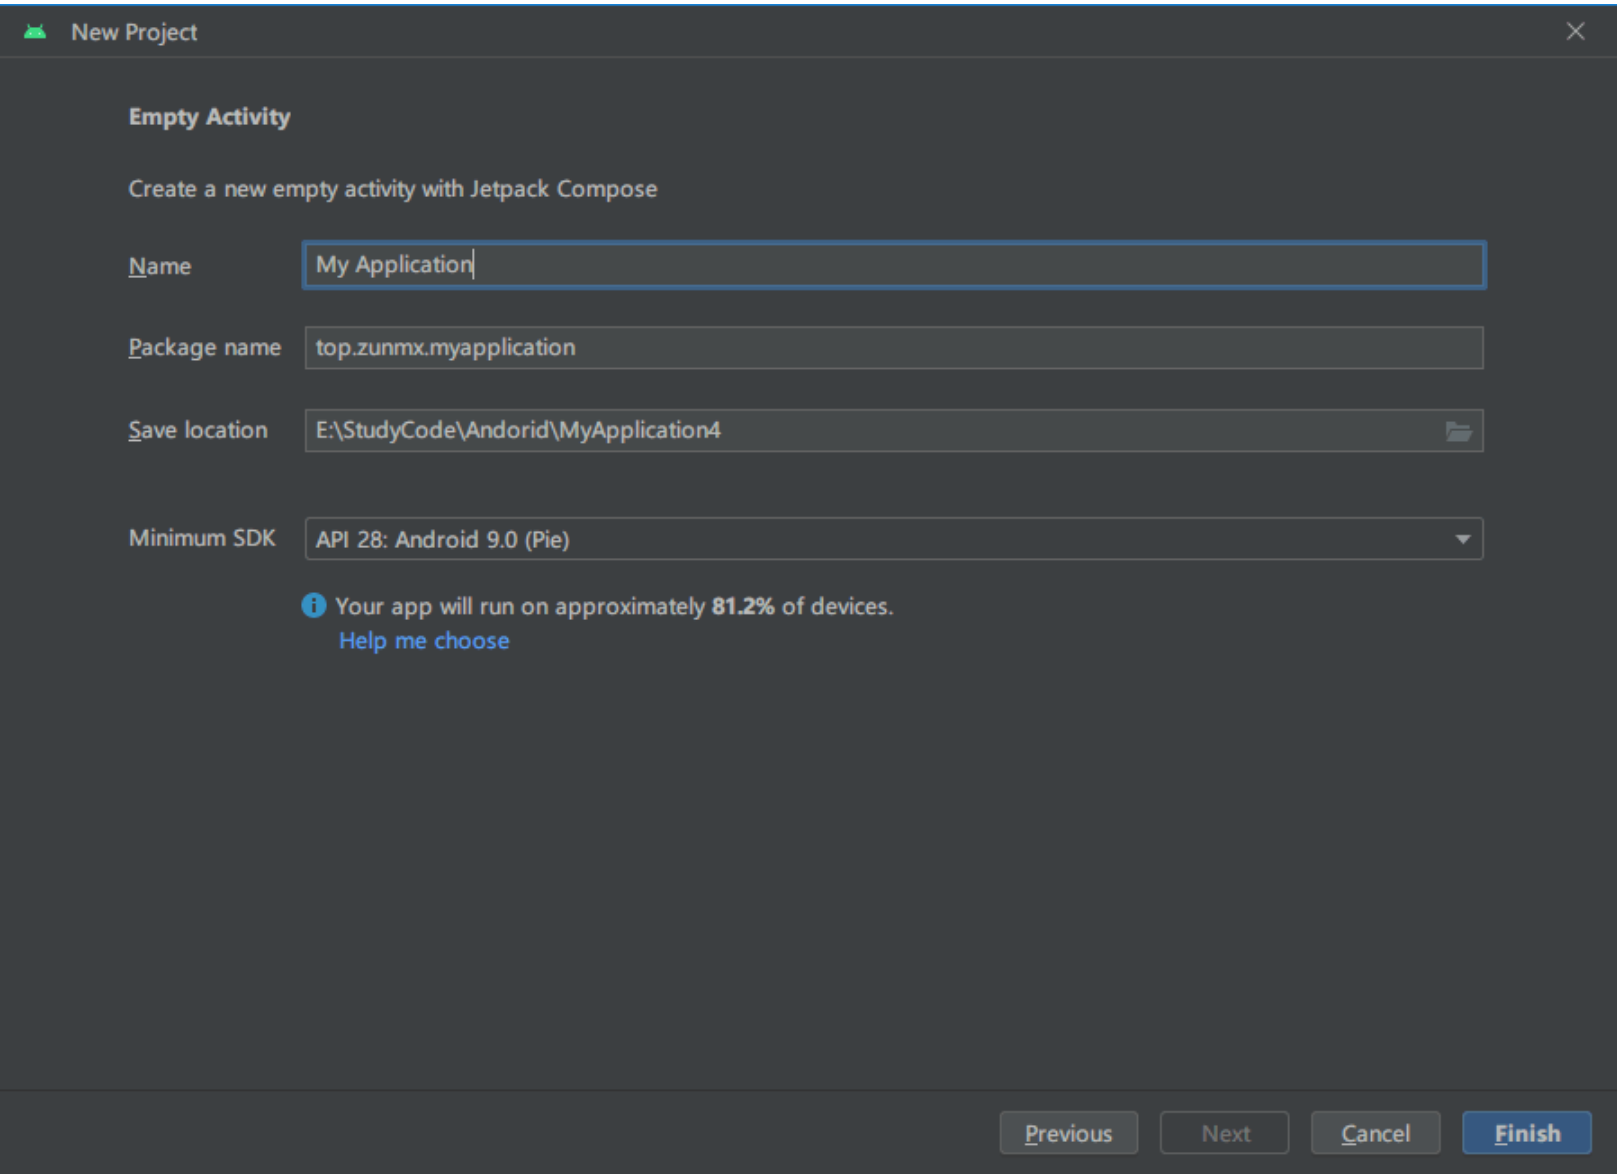 New Project
Empty Activity
Create a new empty activity with Jetpack Compose
Name My Application
Package name top.zunmx.myapplication
Save location E:\StudyCode\Andorid\MyApplication4
Minimum SDK API 28: Android 9.0 (Pie)
Your app will run on approximately 81.2% of devices.
Help me choose
Previous Next Cancel Finish